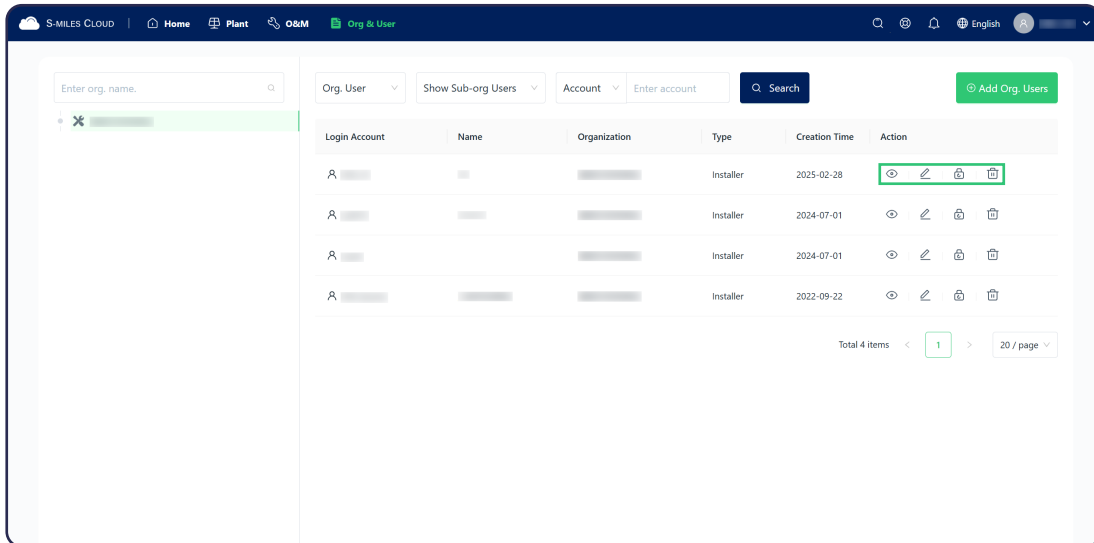 S-MILES CLOUD | Home Plant O&M Org & User English A
Enter org. name. Org. User Show Sub-org Users Account Enter account Search Add Org. Users
Login Account Name Organization Type Creation Time Action
Installer 2025-02-28
Installer 2024-07-01
Installer 2024-07-01
Installer 2022-09-22
Total 4 items < 1 > 20 / page